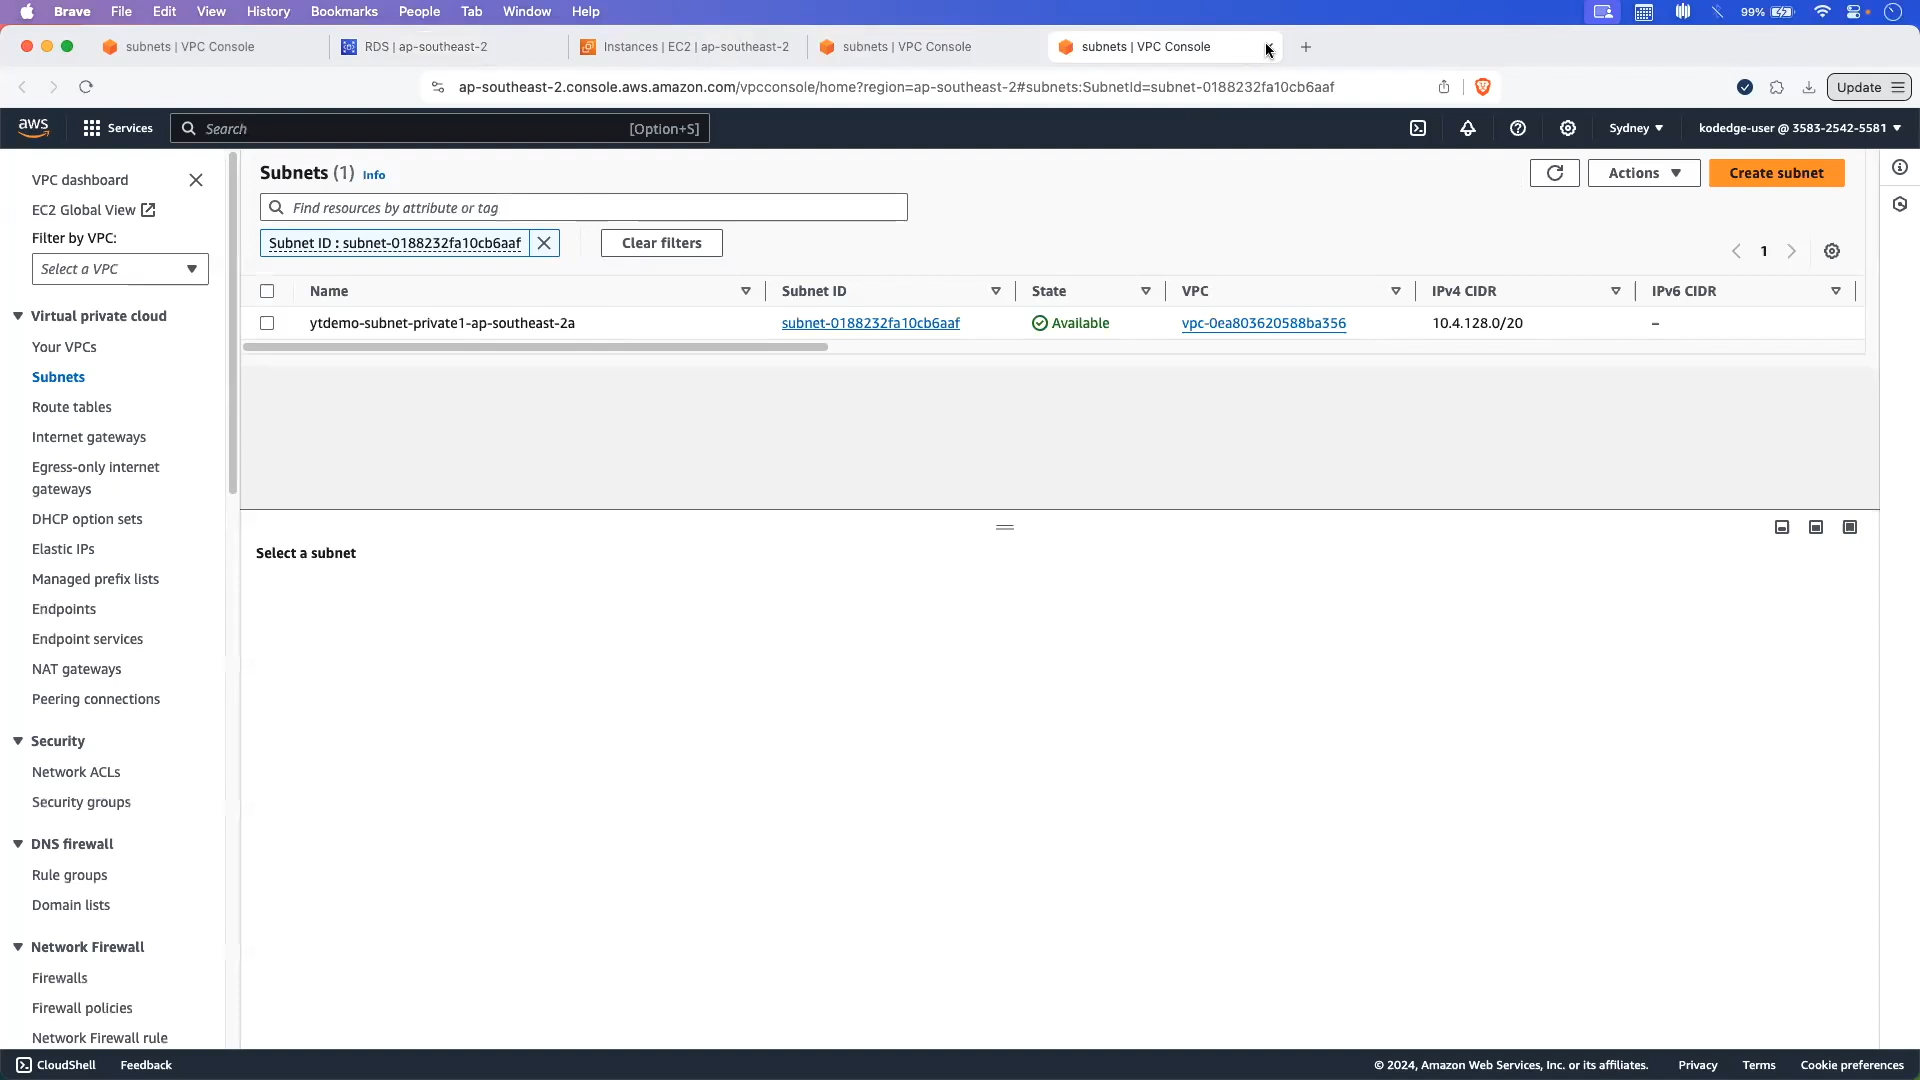 Brave File Edit View History Bookmarks People Tab Window Help 99%
subnets | VPC Console RDS | ap-southeast-2 Instances | EC2 | ap-southeast-2 subnets | VPC Console subnets | VPC Console
ap-southeast-2.console.aws.amazon.com/vpcconsole/home?region=ap-southeast-2#subnets:SubnetId=subnet-0188232fa10cb6aaf Update
aws Services Search [Option+S] Sydney kodedge-user @ 3583-2542-5581
VPC dashboard
EC2 Global View
Filter by VPC:
Select a VPC
Virtual private cloud
Your VPCs
Subnets
Route tables
Internet gateways
Egress-only internet
gateways
DHCP option sets
Elastic IPs
Managed prefix lists
Endpoints
Endpoint services
NAT gateways
Peering connections
Security
Network ACLs
Security groups
DNS firewall
Rule groups
Domain lists
Network Firewall
Firewalls
Firewall policies
Network Firewall rule
Subnets (1) Info
Actions Create subnet
Find resources by attribute or tag
Subnet ID : subnet-0188232fa10cb6aaf Clear filters
1
Name Subnet ID State VPC IPv4 CIDR IPv6 CIDR
ytdemo-subnet-private1-ap-southeast-2a subnet-0188232fa10cb6aaf Available vpc-0ea803620588ba356 10.4.128.0/20 –
Select a subnet
CloudShell Feedback © 2024, Amazon Web Services, Inc. or its affiliates. Privacy Terms Cookie preferences